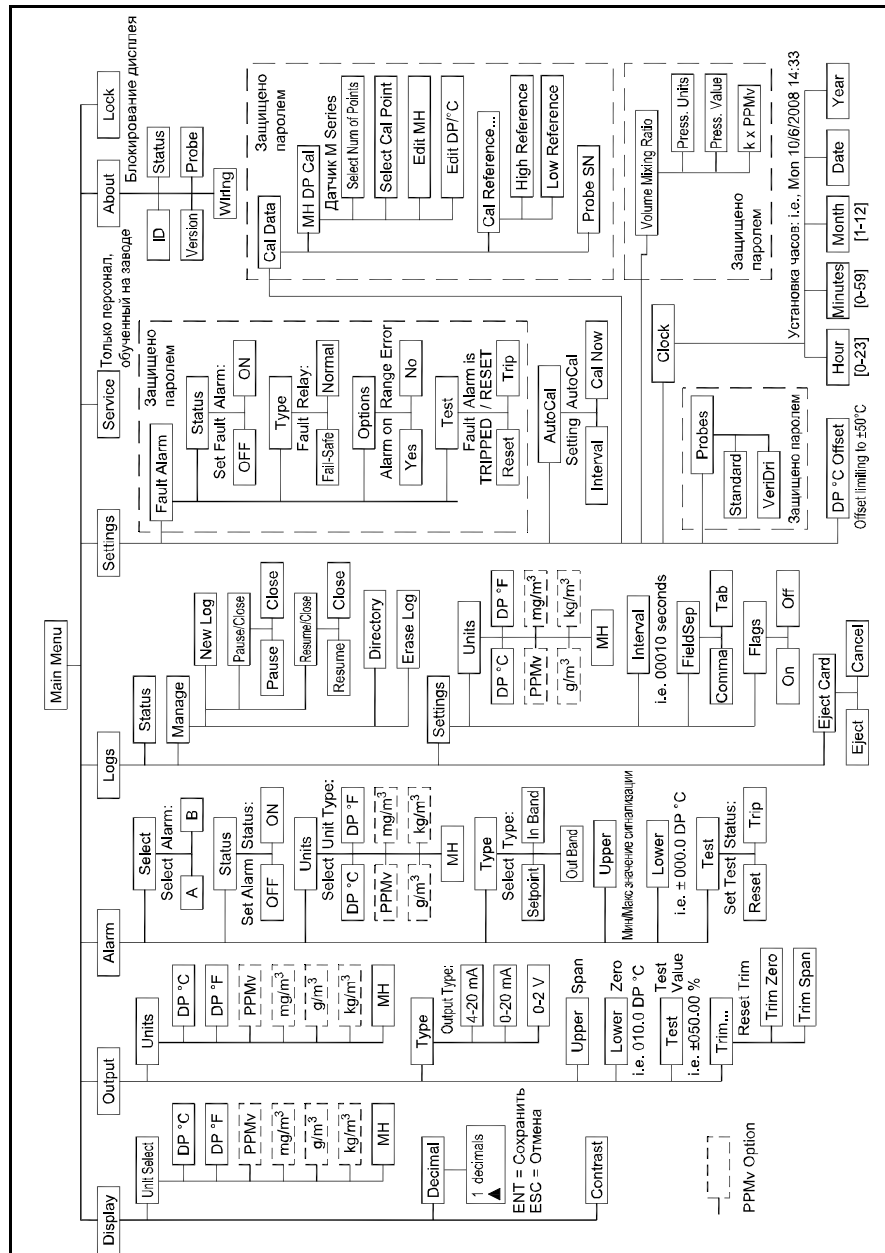 Main Menu
Display
Output
Alarm
Logs
Settings
Service
About
Lock
Только персонал,
обученный на заводе
Блокирование дисплея
Unit Select
DP °C
DP °F
PPMv
mg/m³
g/m³
kg/m³
MH
Decimal
1 decimals
▲
ENT = Сохранить
ESC = Отмена
Contrast
PPMv Option
Units
DP °C
DP °F
PPMv
mg/m³
g/m³
kg/m³
MH
Type
Output Type:
4-20 mA
0-20 mA
0-2 V
Upper
Span
Lower
Zero
i.e. 010.0 DP °C
Test
Test
Value
i.e. ±050.00 %
Trim...
Reset Trim
Trim Zero
Trim Span
Select
Select Alarm:
A
B
Status
Set Alarm Status:
OFF
ON
Units
Select Unit Type:
DP °C
DP °F
PPMv
mg/m³
g/m³
kg/m³
MH
Type
Select Type:
Setpoint
In Band
Out Band
Upper
Мин/Макс значение сигнализации
Lower
i.e. ± 000.0 DP °C
Test
Set Test Status:
Reset
Trip
Status
Manage
New Log
Pause/Close
Pause
Close
Resume/Close
Resume
Close
Directory
Erase Log
Settings
Units
DP °C
DP °F
PPMv
mg/m³
g/m³
kg/m³
MH
Interval
i.e. 00010 seconds
FieldSep
Comma
Tab
Flags
On
Off
Eject Card
Eject
Cancel
Защищено
паролем
Fault Alarm
Status
Set Fault Alarm:
OFF
ON
Type
Fault Relay:
Fail-Safe
Normal
Options
Alarm on Range Error
Yes
No
Test
Fault Alarm is
TRIPPED / RESET
Reset
Trip
AutoCal
Setting AutoCal
Interval
Cal Now
Clock
Установка часов: i.e., Mon 10/6/2008 14:33
Hour
Minutes
Month
Date
Year
[0-23]
[0-59]
[1-12]
Probes
Standard
VeriDri
Защищено паролем
DP °C Offset
Offset limiting to ±50°C
ID
Status
Version
Probe
Wiring
Защищено
паролем
Cal Data
MH DP Cal
Датчик M Series
Select Num of Points
Select Cal Point
Edit MH
Edit DP/°C
Cal Reference...
High Reference
Low Reference
Probe SN
Volume Mixing Ratio
Press. Units
Press. Value
k x PPMv
Защищено
паролем